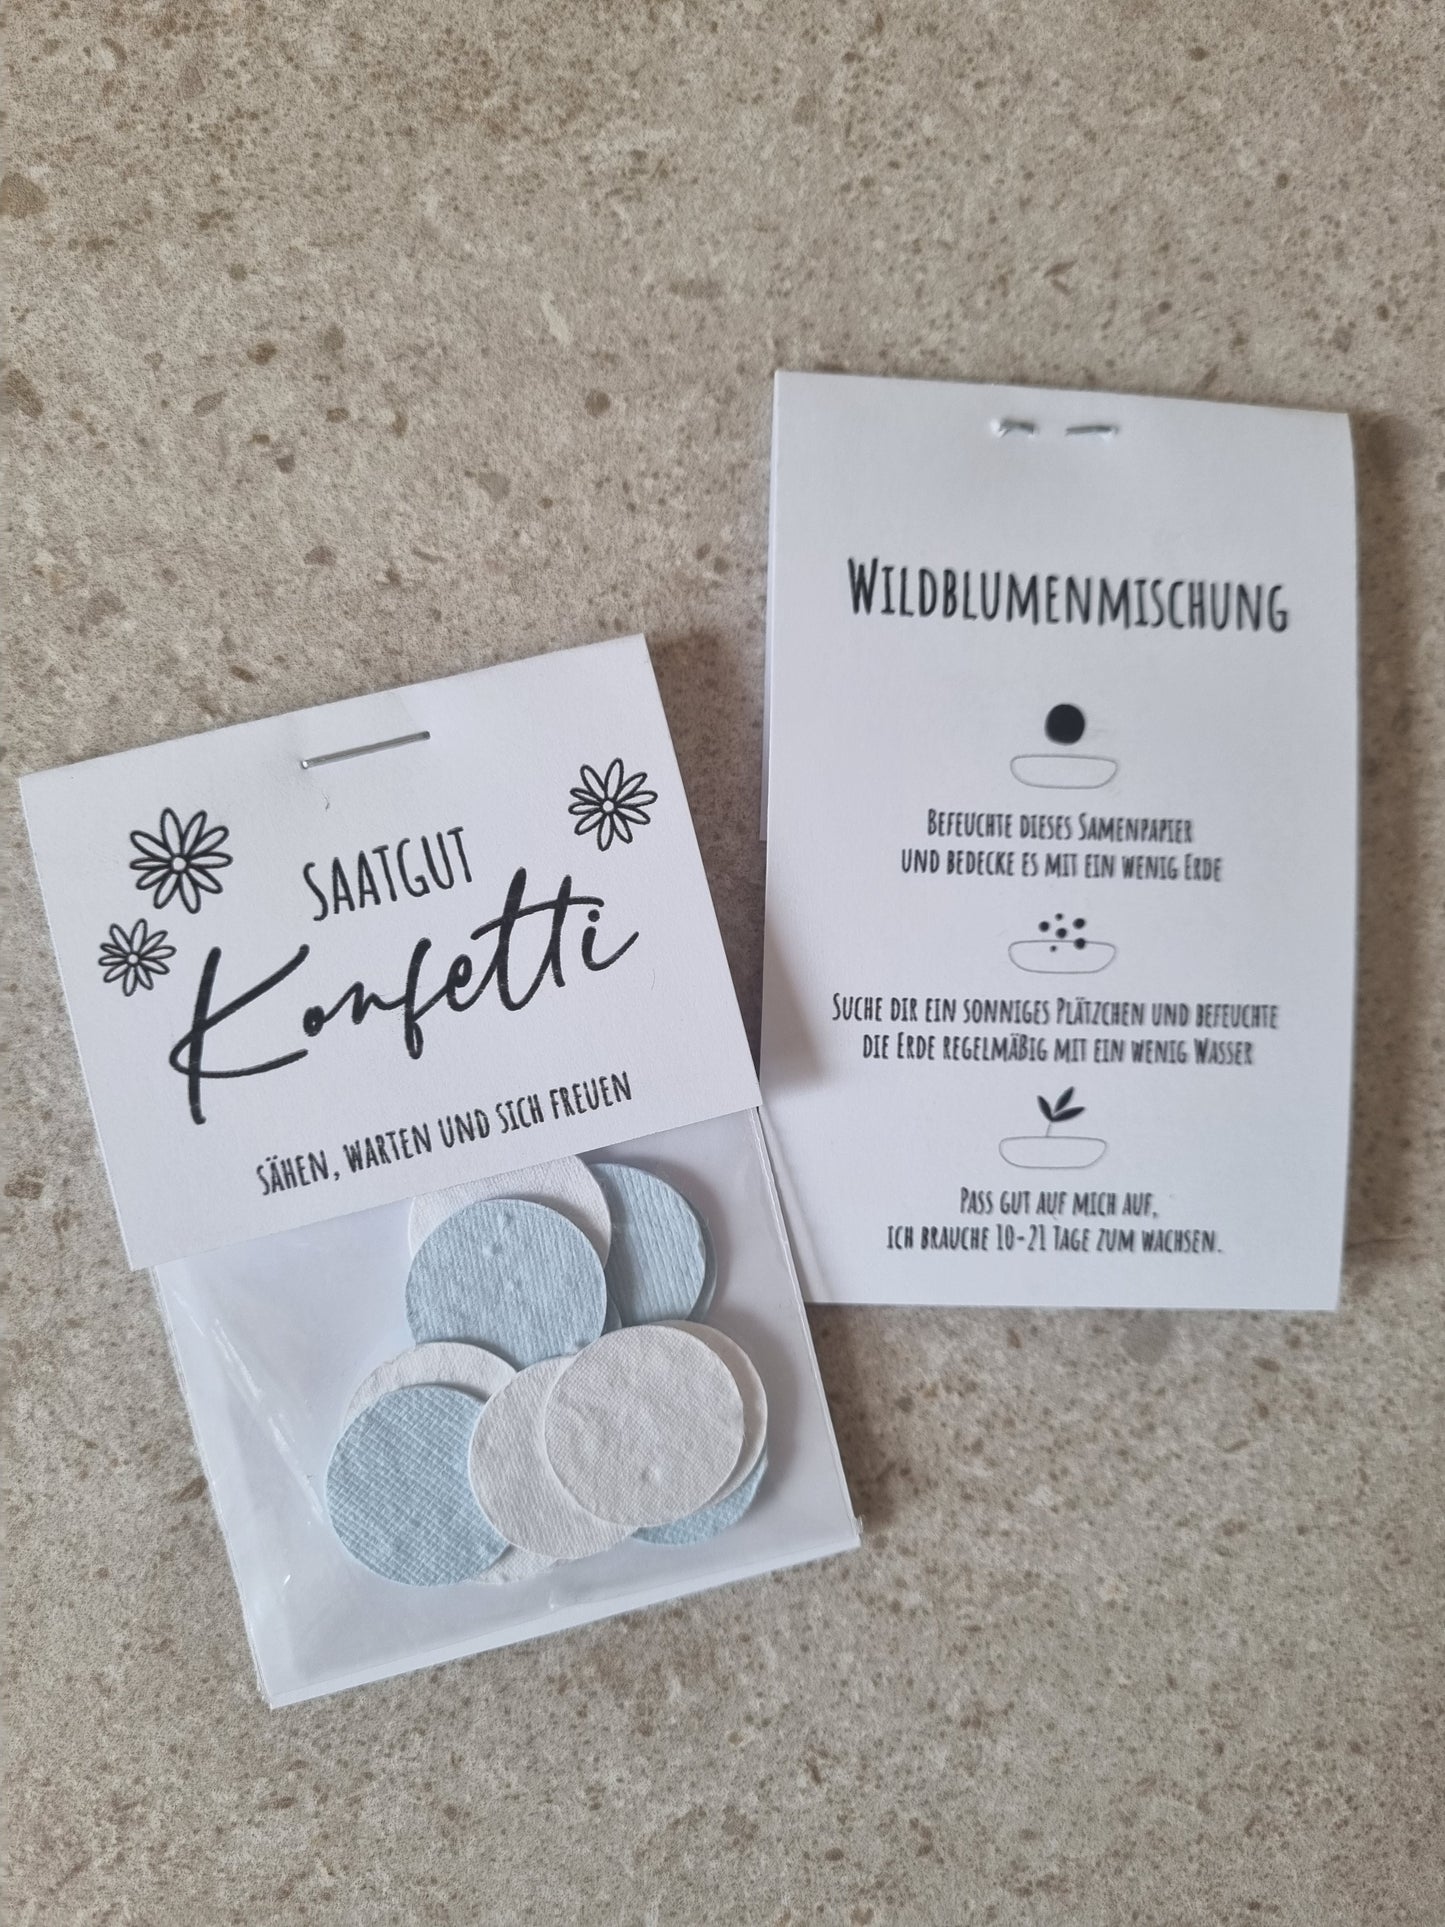 SAATGUT
Konfetti
SÄHEN, WARTEN UND SICH FREUEN
WILDBLUMENMISCHUNG
BEFEUCHTE DIESES SAMENPAPIER
UND BEDECKE ES MIT EIN WENIG ERDE
SUCHE DIR EIN SONNIGES PLÄTZCHEN UND BEFEUCHTE
DIE ERDE REGELMÄßIG MIT EIN WENIG WASSER
PASS GUT AUF MICH AUF,
ICH BRAUCHE 10-21 TAGE ZUM WACHSEN.